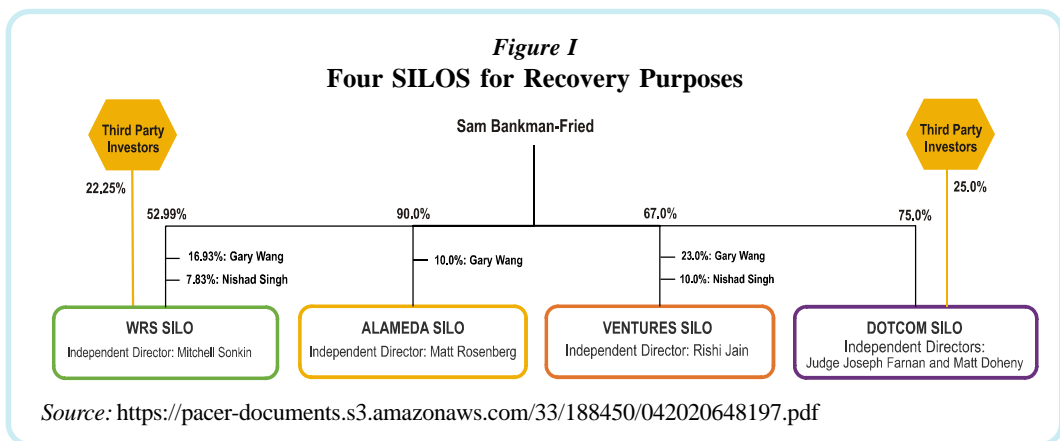 Figure I
Four SILOS for Recovery Purposes
Third Party
Investors
Sam Bankman-Fried
Third Party
Investors
22.25%
25.0%
52.99%
90.0%
67.0%
75.0%
16.93%: Gary Wang
7.83%: Nishad Singh
10.0%: Gary Wang
23.0%: Gary Wang
10.0%: Nishad Singh
WRS SILO
Independent Director: Mitchell Sonkin
ALAMEDA SILO
Independent Director: Matt Rosenberg
VENTURES SILO
Independent Director: Rishi Jain
DOTCOM SILO
Independent Directors:
Judge Joseph Farnan and Matt Doheny
Source: https://pacer-documents.s3.amazonaws.com/33/188450/042020648197.pdf